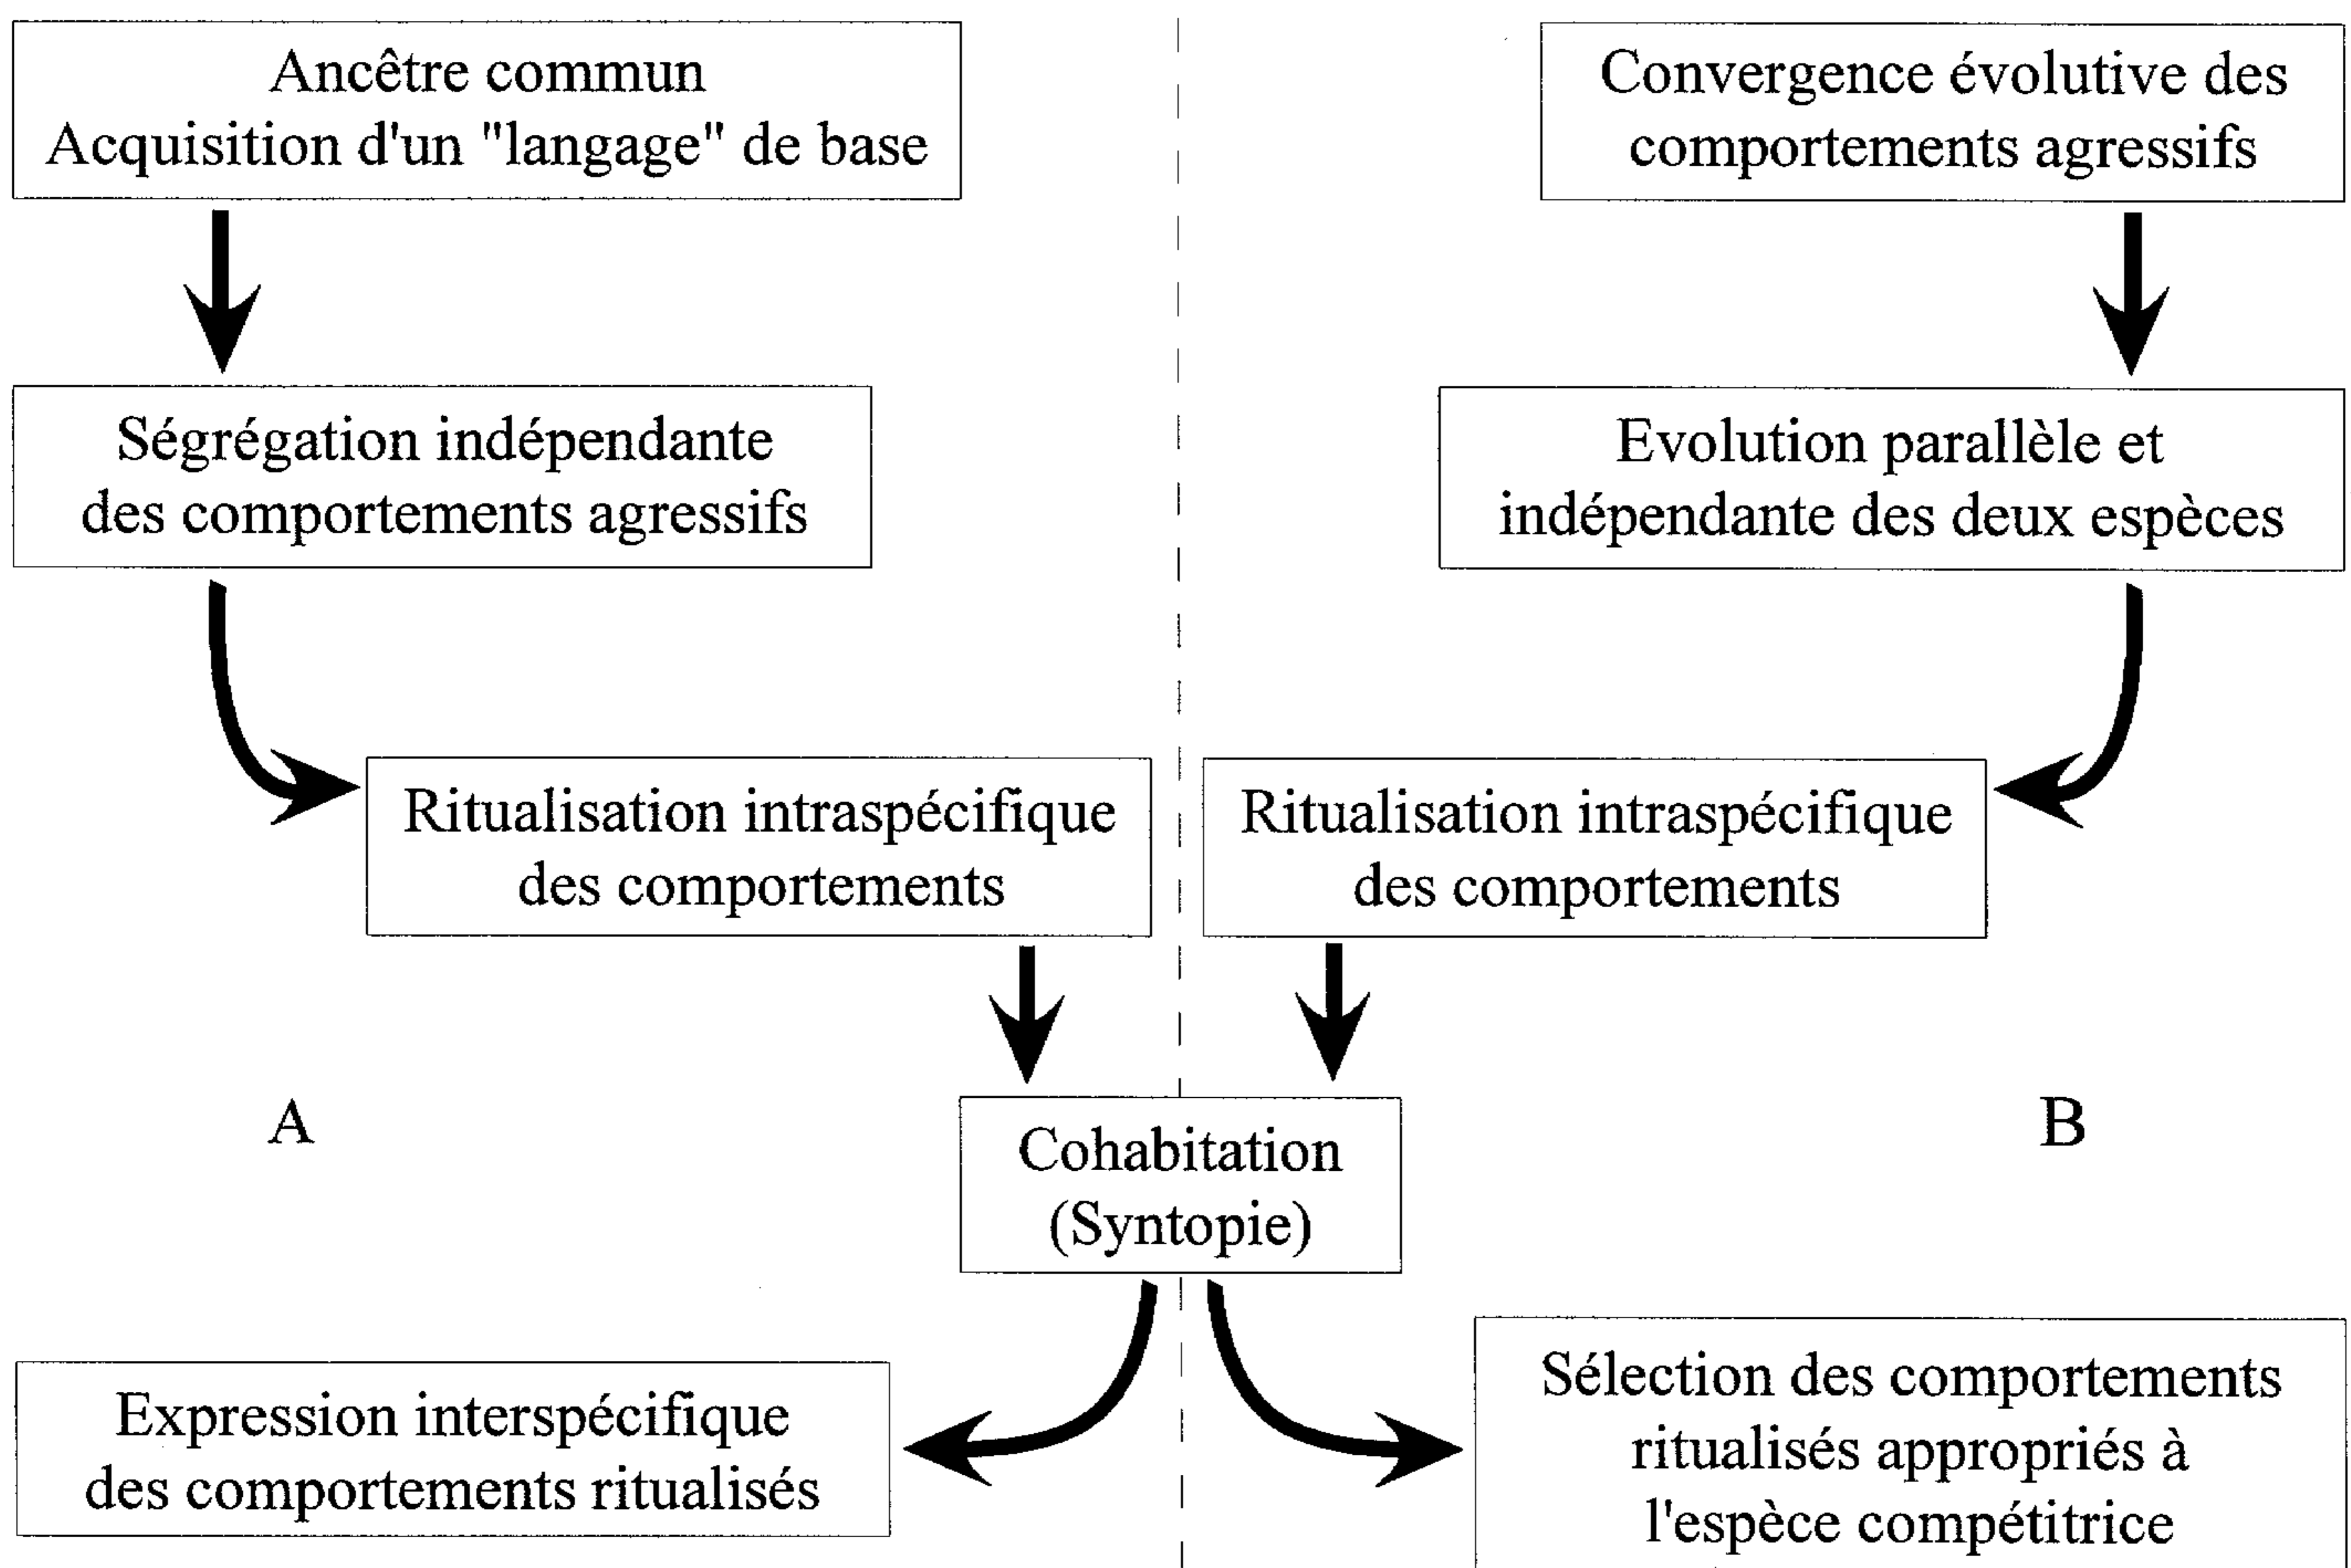 Ancêtre commun
Acquisition d'un "langage" de base
Convergence évolutive des
comportements agressifs
Ségrégation indépendante
des comportements agressifs
Evolution parallèle et
indépendante des deux espèces
Ritualisation intraspécifique
des comportements
Ritualisation intraspécifique
des comportements
A
B
Cohabitation
(Syntopie)
Expression interspécifique
des comportements ritualisés
Sélection des comportements
ritualisés appropriés à
l'espèce compétitrice